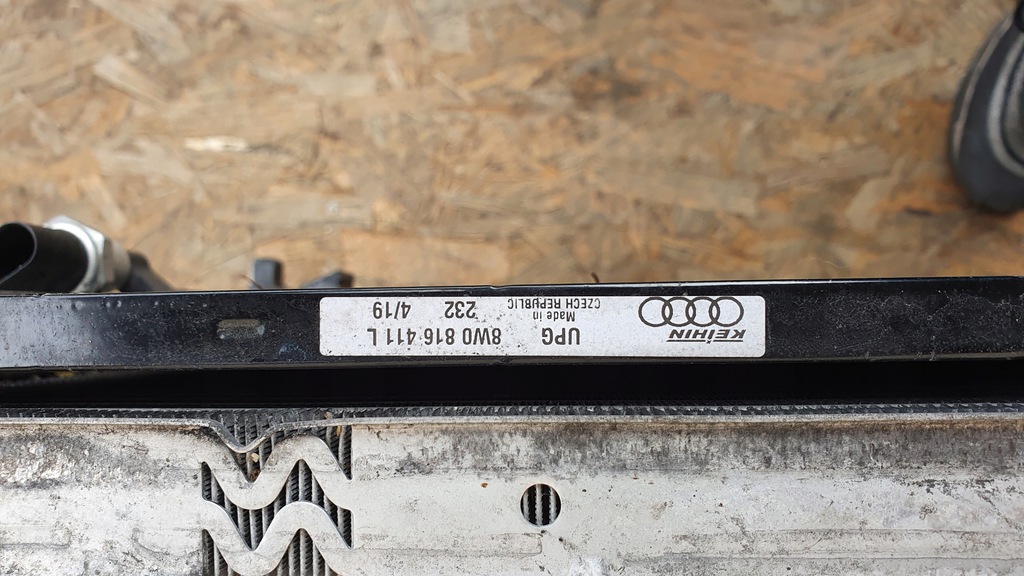 KEIHIN
UPG
8W0 816 411 L
Made in
CZECH REPUBLIC
232
4/19